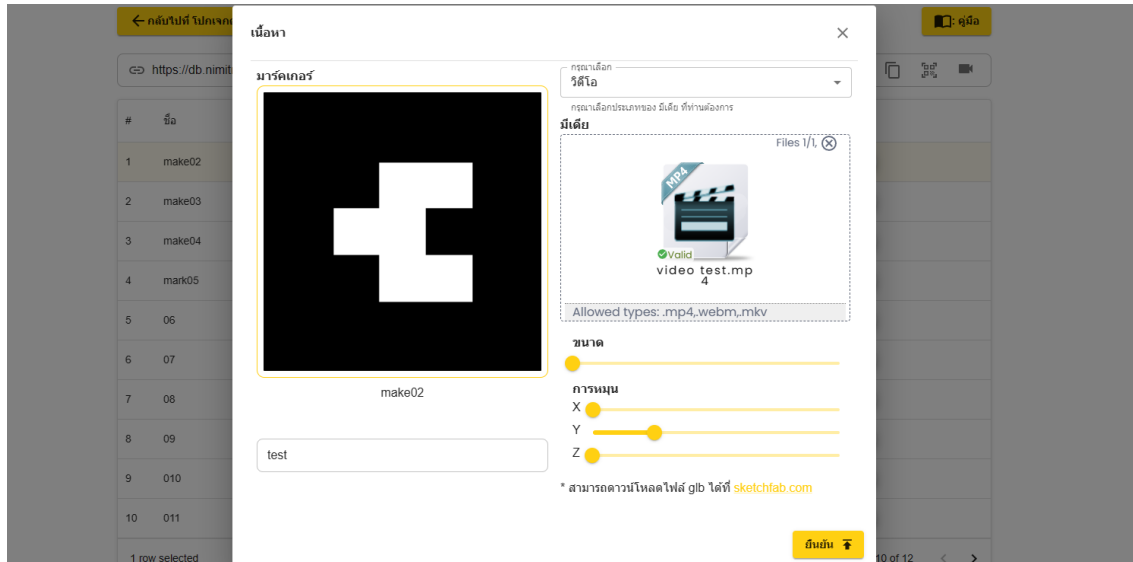 กลับไปที่ โปกเจก
: คู่มือ
https://db.nimit
# ชื่อ
1 make02
2 make03
3 make04
4 mark05
5 06
6 07
7 08
8 09
9 010
10 011
1 row selected
10 of 12
เนื้อหา
มาร์คเกอร์
make02
test
กรุณาเลือก
วิดีโอ
กรุณาเลือกประเภทของ มีเดีย ที่ท่านต้องการ
มีเดีย
Files 1/1,
MP4
Valid
video test.mp
4
Allowed types: .mp4,.webm,.mkv
ขนาด
การหมุน
X
Y
Z
* สามารถดาวน์โหลดไฟล์ glb ได้ที่ sketchfab.com
ยืนยัน